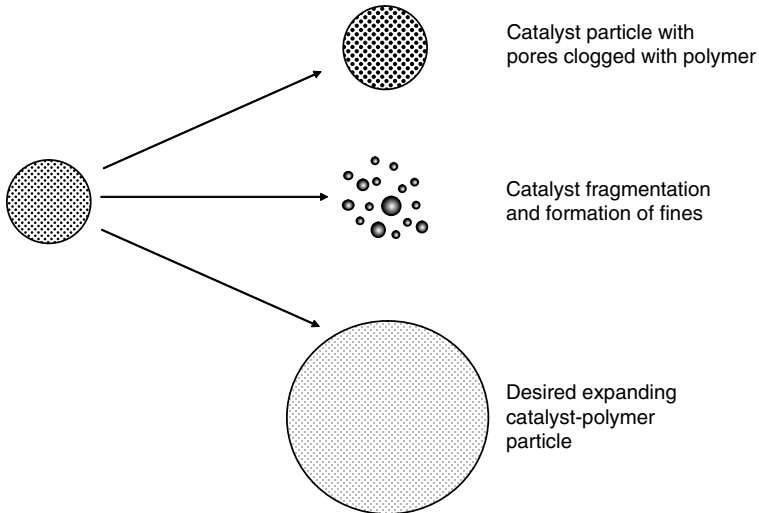 Catalyst particle with
pores clogged with polymer
Catalyst fragmentation
and formation of fines
Desired expanding
catalyst-polymer
particle